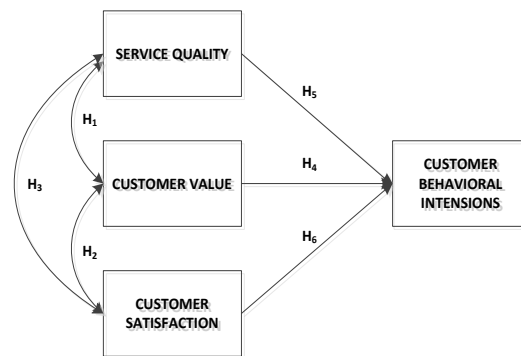 SERVICE QUALITY
H5
H1
CUSTOMER VALUE
H4
H3
CUSTOMER
BEHAVIORAL
INTENSIONS
H2
H6
CUSTOMER
SATISFACTION